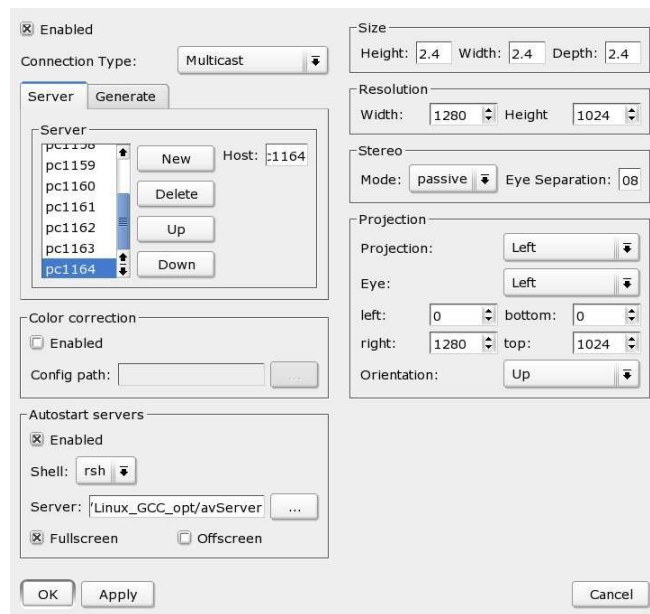 Enabled
Connection Type: Multicast
Server Generate
Server
pc1158
pc1159
pc1160
pc1161
pc1162
pc1163
pc1164
New
Delete
Up
Down
Host: c1164
Color correction
Enabled
Config path: ...
Autostart servers
Enabled
Shell: rsh
Server: /Linux_GCC_opt/avServer ...
Fullscreen Offscreen
OK Apply
Size
Height: 2.4 Width: 2.4 Depth: 2.4
Resolution
Width: 1280 Height 1024
Stereo
Mode: passive Eye Separation: 08
Projection
Projection: Left
Eye: Left
left: 0 bottom: 0
right: 1280 top: 1024
Orientation: Up
Cancel